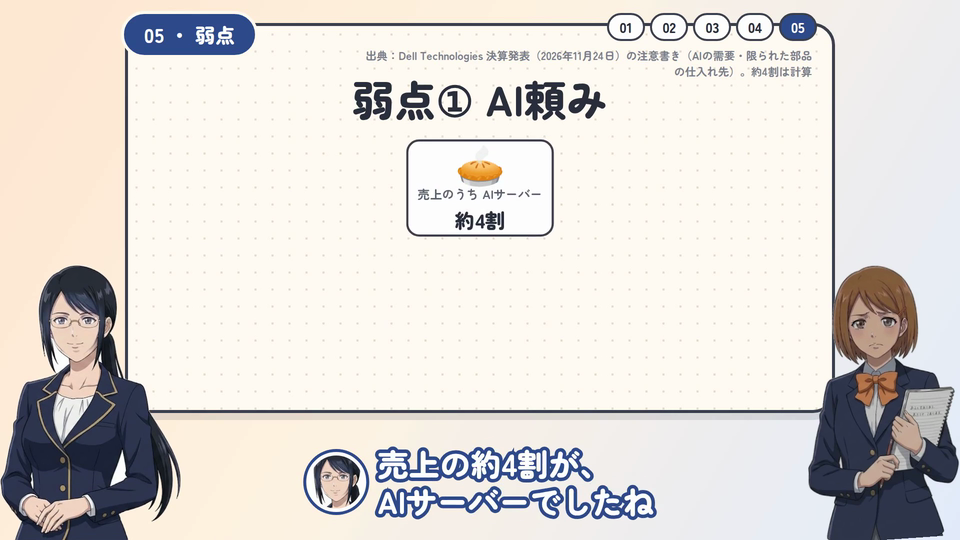 05 ・ 弱点
01 02 03 04 05
出典：Dell Technologies 決算発表（2026年11月24日）の注意書き（AIの需要・限られた部品
の仕入れ先）。約4割は計算
弱点① AI頼み
売上のうち AIサーバー
約4割
売上の約4割が、
AIサーバーでしたね